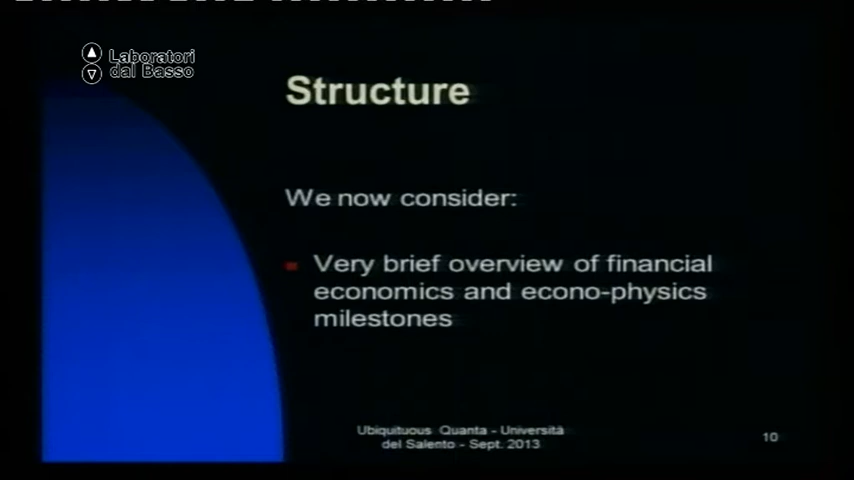 Laboratori
dal Basso
Structure
We now consider:
Very brief overview of financial
economics and econo-physics
milestones
Ubiquituous Quanta - Università
del Salento - Sept. 2013
10